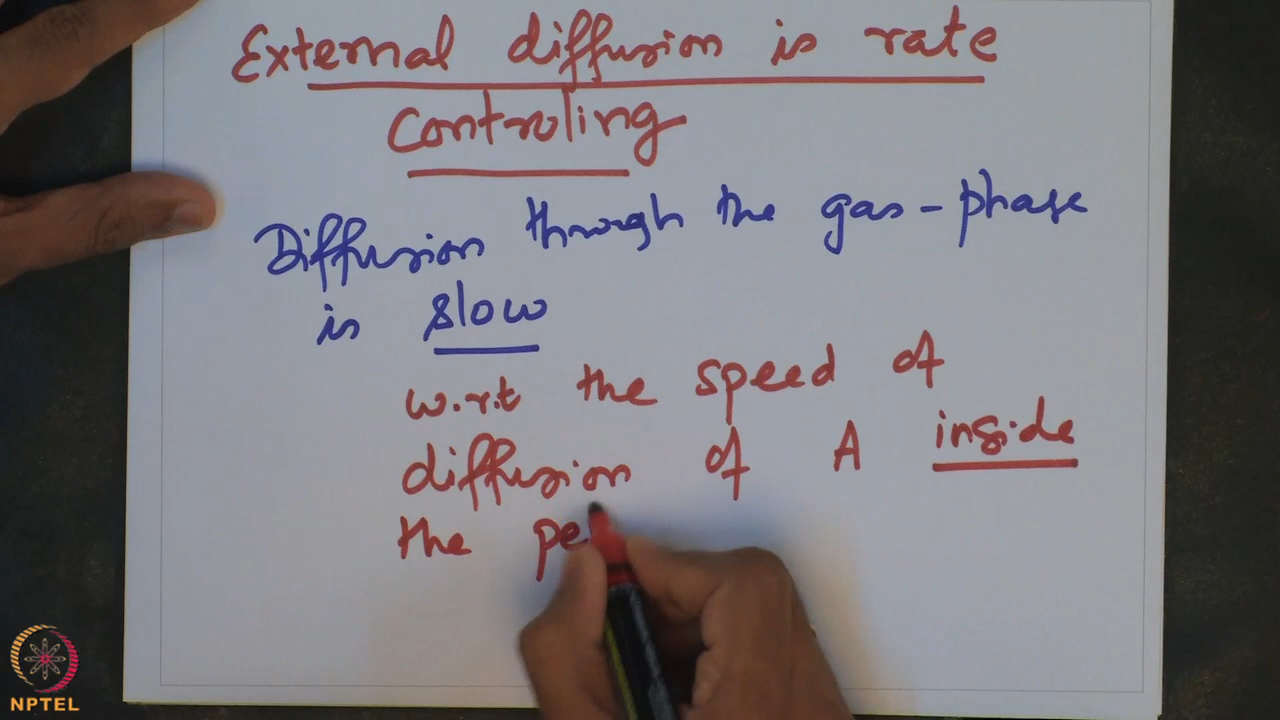 External diffusion is rate
controling
Diffusion through the gas-phase
is slow
w.r.t the speed of
diffusion of A inside
the pe
NPTEL